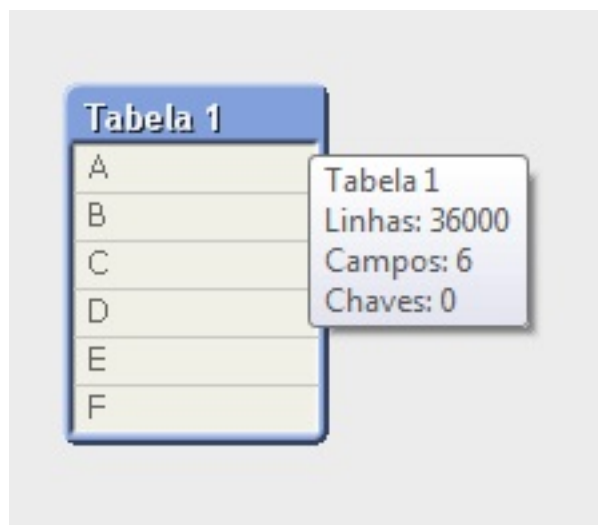 Tabela 1
A
B
C
D
E
F
Tabela 1
Linhas: 36000
Campos: 6
Chaves: 0